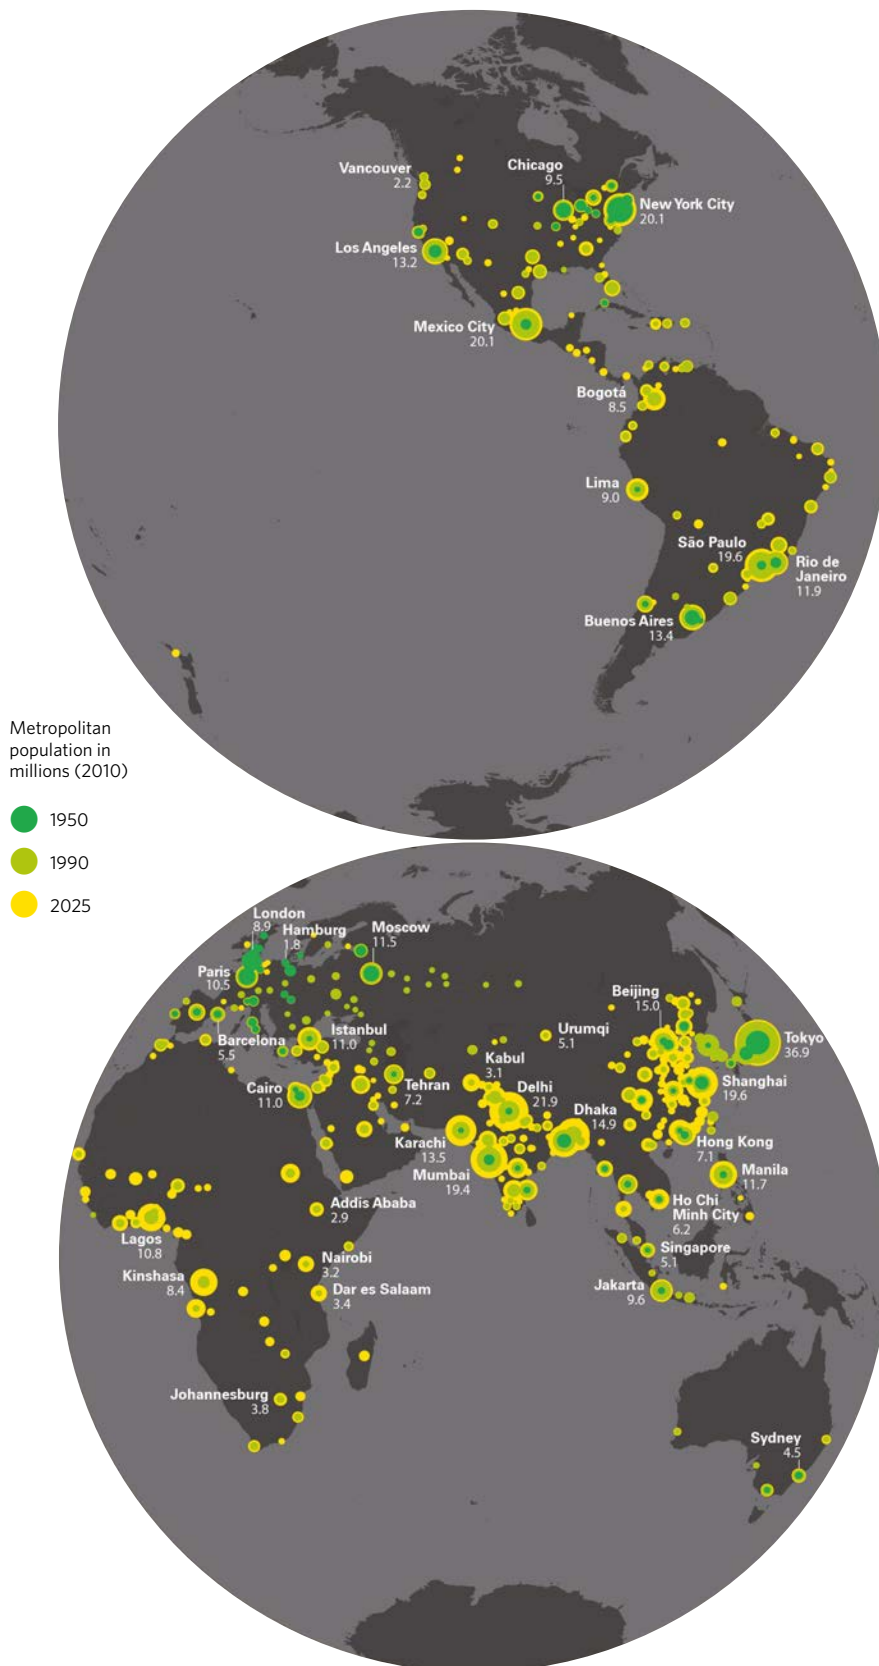 Vancouver
2.2
Chicago
9.5
New York City
20.1
Los Angeles
13.2
Mexico City
20.1
Bogotá
8.5
Lima
9.0
São Paulo
19.6
Rio de
Janeiro
11.9
Buenos Aires
13.4
Metropolitan
population in
millions (2010)
1950
1990
2025
London
8.9
Hamburg
1.8
Moscow
11.5
Paris
10.5
Beijing
15.0
Barcelona
5.5
Istanbul
11.0
Urumqi
5.1
Tokyo
36.9
Kabul
3.1
Cairo
11.0
Tehran
7.2
Delhi
21.9
Shanghai
19.6
Dhaka
14.9
Karachi
13.5
Hong Kong
7.1
Mumbai
19.4
Manila
11.7
Addis Ababa
2.9
Ho Chi
Minh City
6.2
Lagos
10.8
Nairobi
3.2
Singapore
5.1
Kinshasa
8.4
Dar es Salaam
3.4
Jakarta
9.6
Johannesburg
3.8
Sydney
4.5